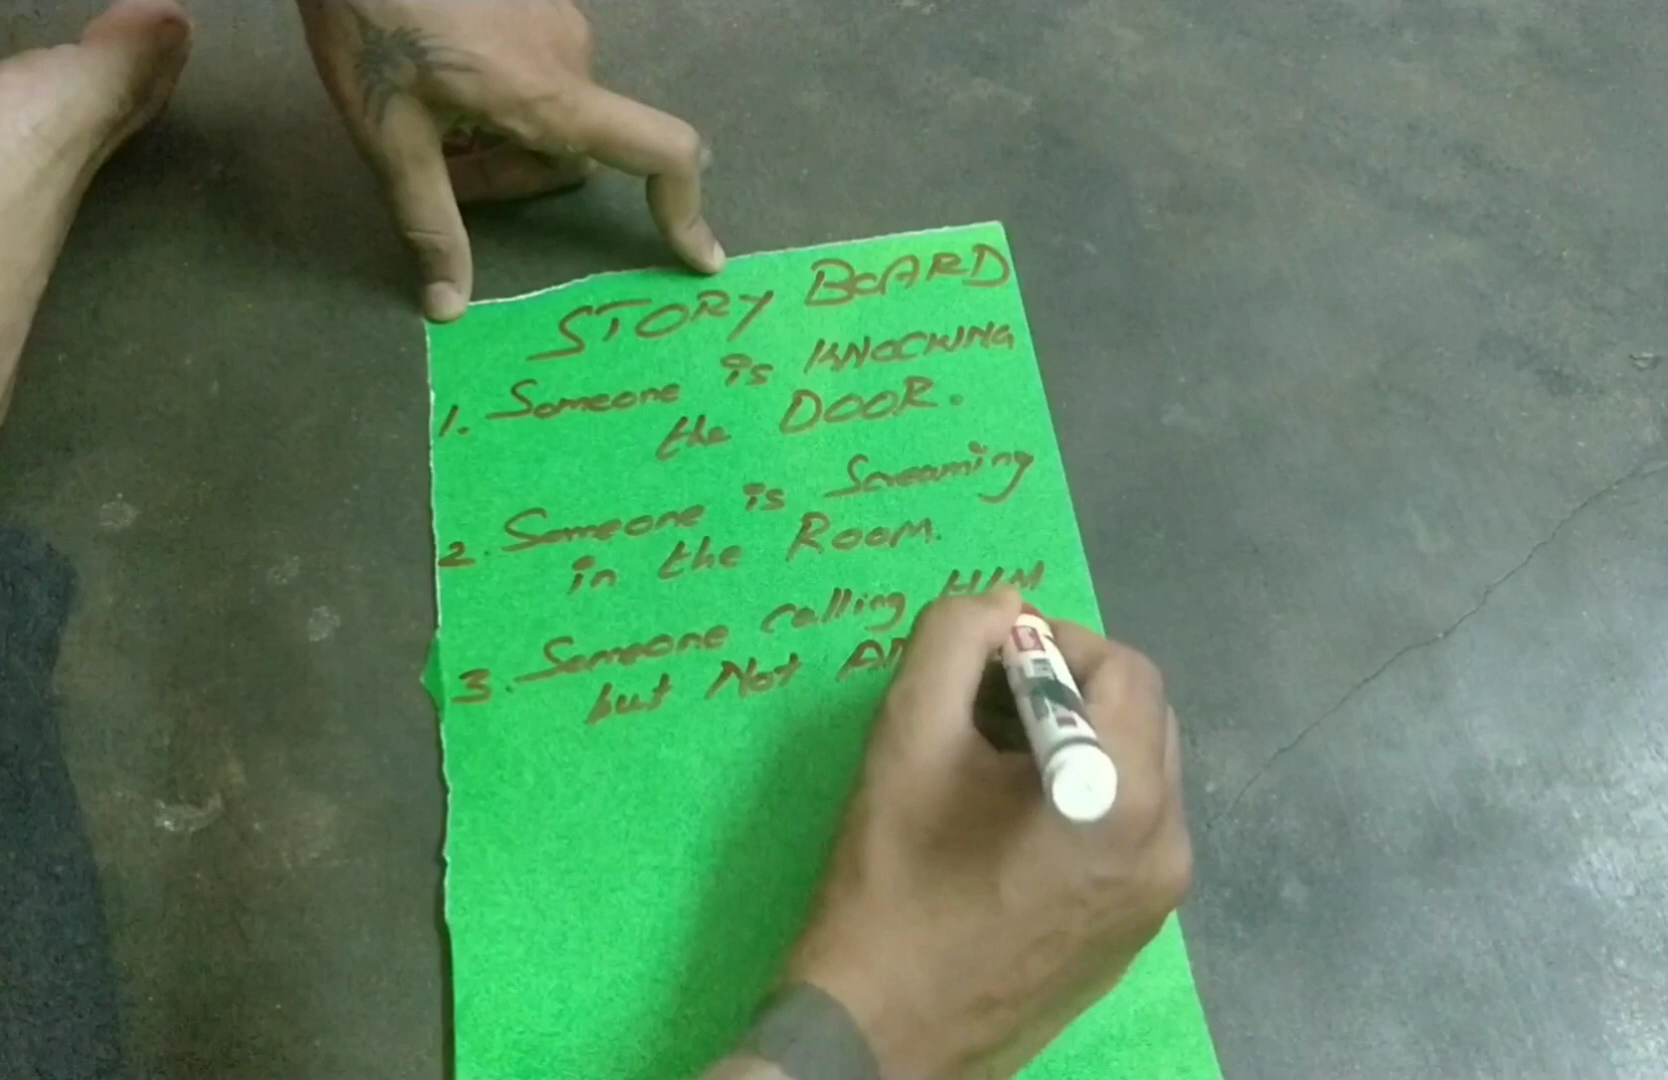 STORY BOARD
1. Someone is KNOCKING
the DOOR.
2. Someone is Screaming
in the Room.
3. Someone calling HIM
but Not